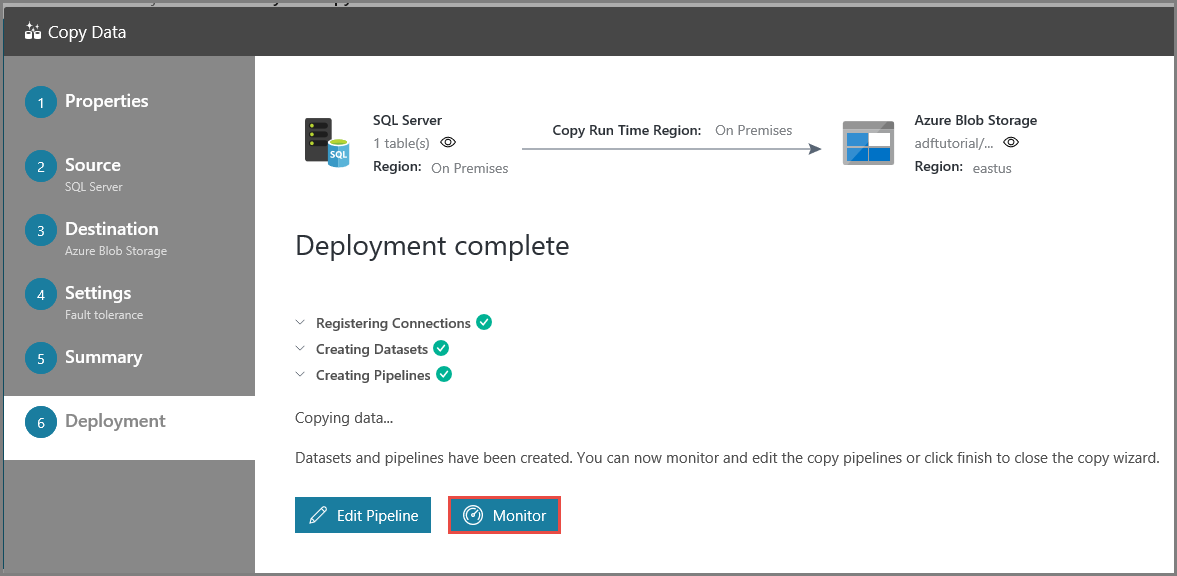 Copy Data
1 Properties
2 Source
SQL Server
3 Destination
Azure Blob Storage
4 Settings
Fault tolerance
5 Summary
6 Deployment
SQL
SQL Server
1 table(s)
Region: On Premises
Copy Run Time Region: On Premises
Azure Blob Storage
adftutorial/...
Region: eastus
Deployment complete
Registering Connections
Creating Datasets
Creating Pipelines
Copying data...
Datasets and pipelines have been created. You can now monitor and edit the copy pipelines or click finish to close the copy wizard.
Edit Pipeline
Monitor